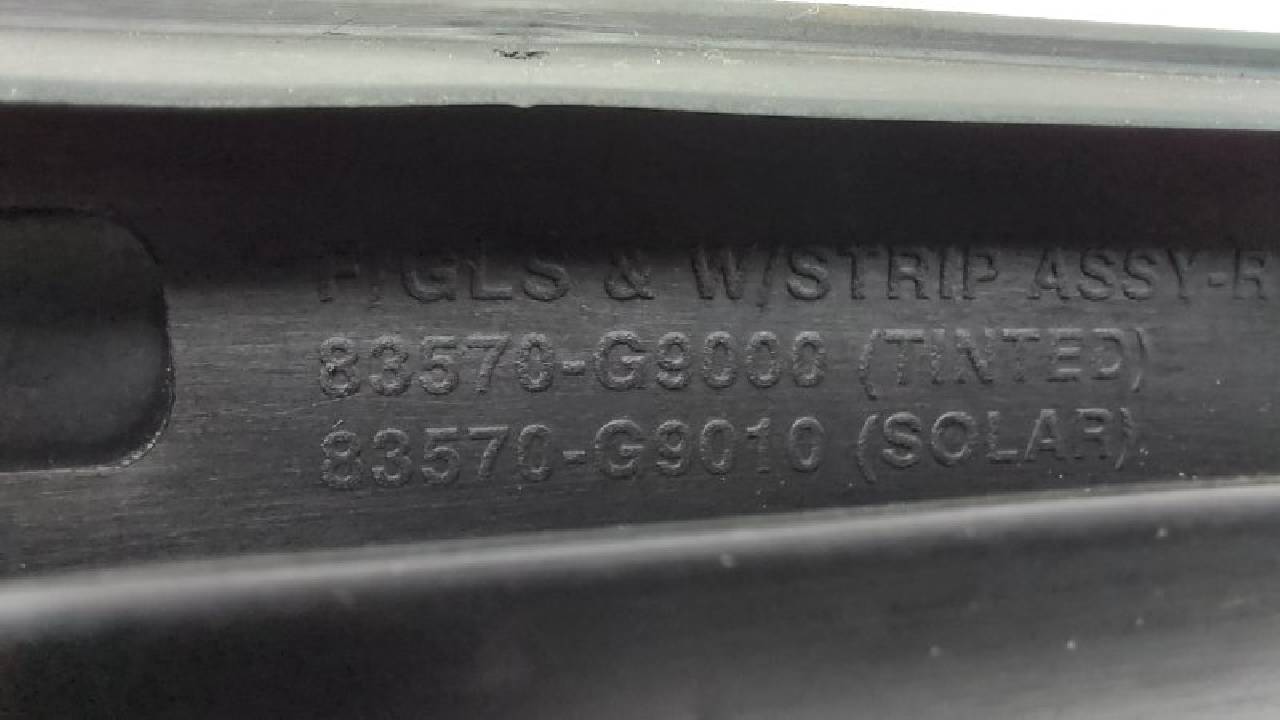 F/GLS & W/STRIP ASSY-R
83570-G9000 (TINTED)
83570-G9010 (SOLAR)